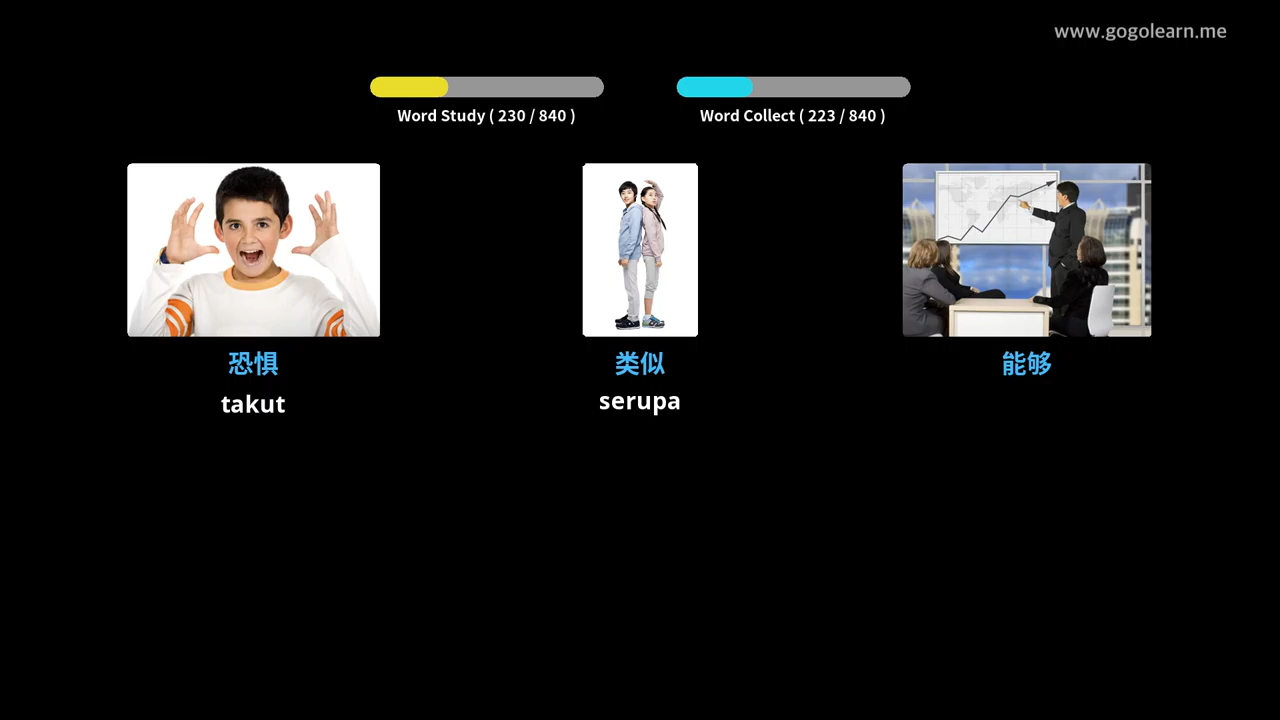 www.gogolearn.me
Word Study ( 230 / 840 )
Word Collect ( 223 / 840 )
恐惧
类似
能够
takut
serupa